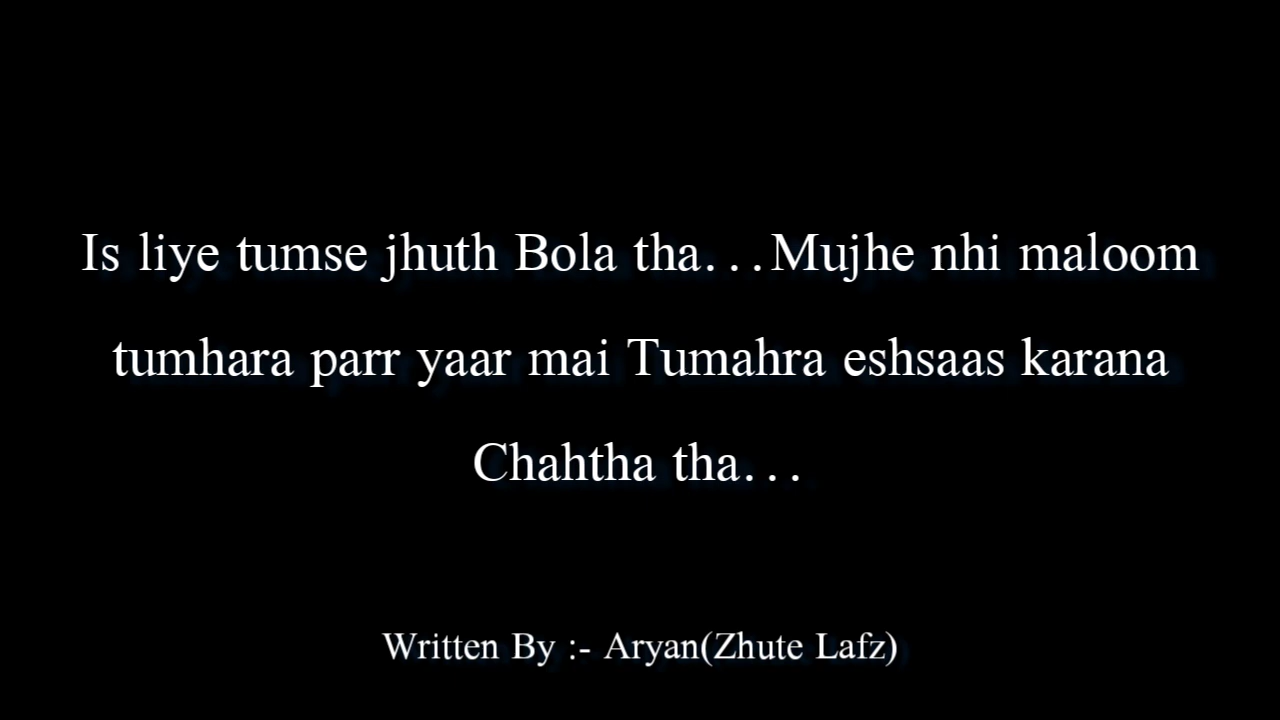 Is liye tumse jhuth Bola tha...Mujhe nhi maloom
tumhara parr yaar mai Tumahra eshsaas karana
Chahtha tha...
Written By :- Aryan(Zhute Lafz)